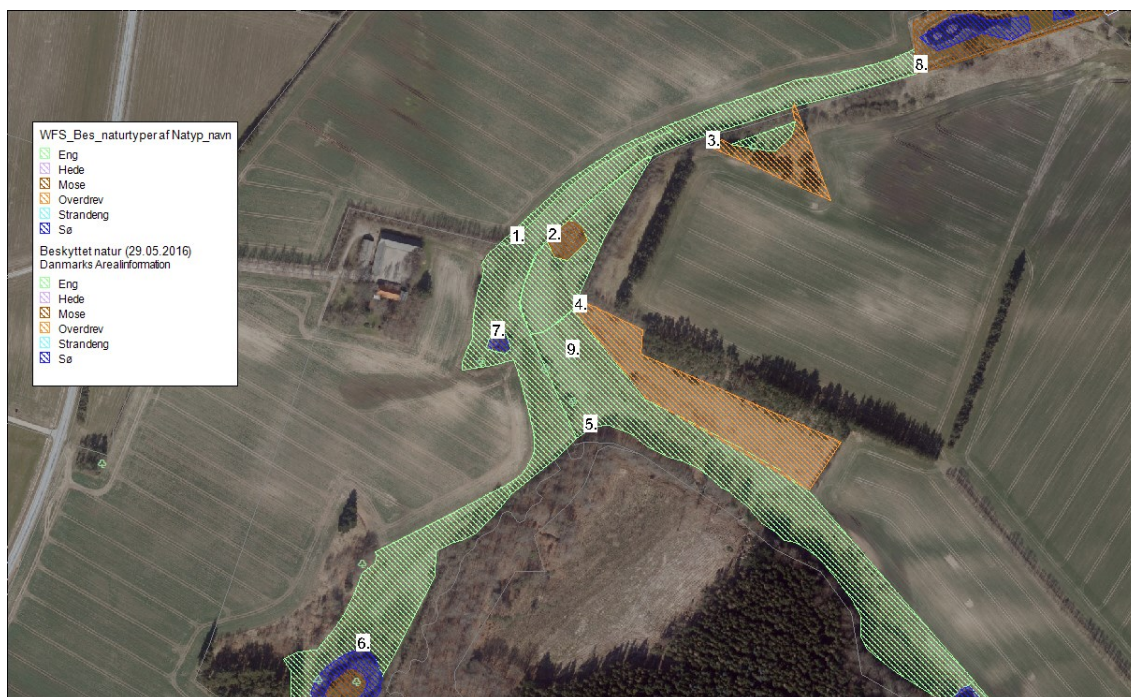 WFS_Bes_naturtyper af Natyp_navn
Eng
Hede
Mose
Overdrev
Strandeng
Sø
Beskyttet natur (29.05.2016)
Danmarks Arealinformation
Eng
Hede
Mose
Overdrev
Strandeng
Sø
8.
3.
1.
2.
4.
7.
9.
5.
6.